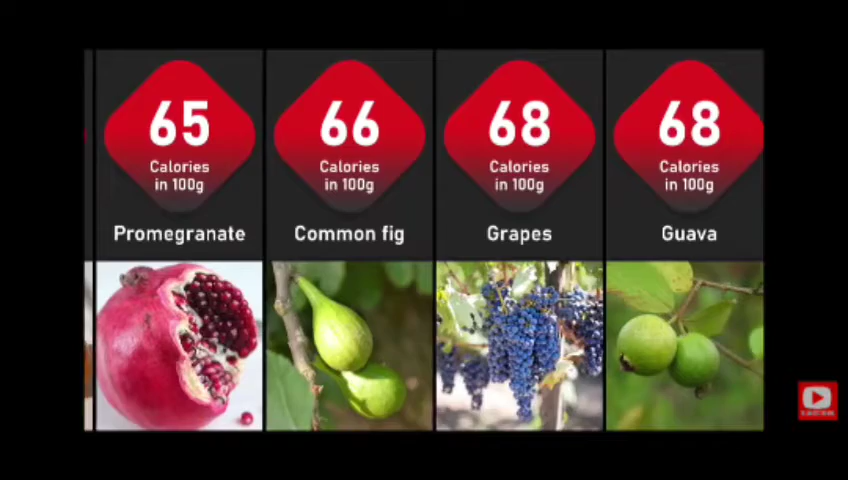 65
Calories
in 100g
Promegranate
66
Calories
in 100g
Common fig
68
Calories
in 100g
Grapes
68
Calories
in 100g
Guava